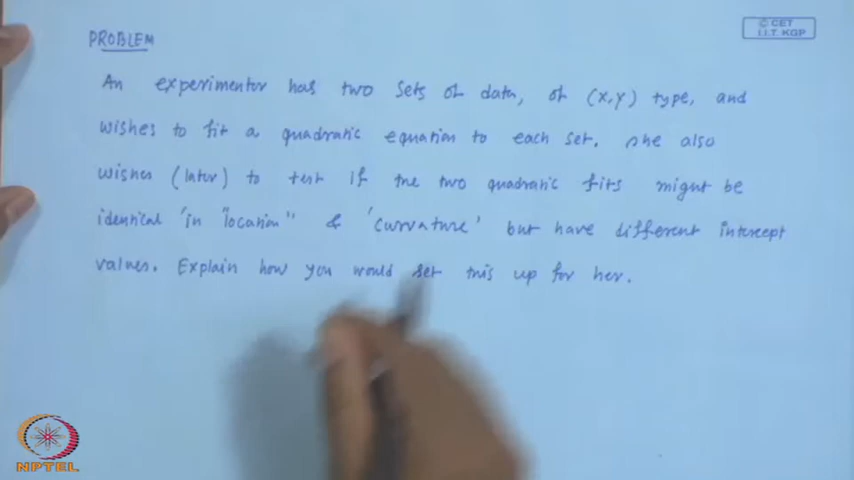 © CET
I.I.T. KGP
PROBLEM
An experimentor has two sets of data, of (X,Y) type, and
wishes to fit a quadratic equation to each set. She also
wishes (later) to test if the two quadratic fits might be
identical 'in "location" & 'curvature' but have different intercept
values. Explain how you would set this up for her.
NPTEL